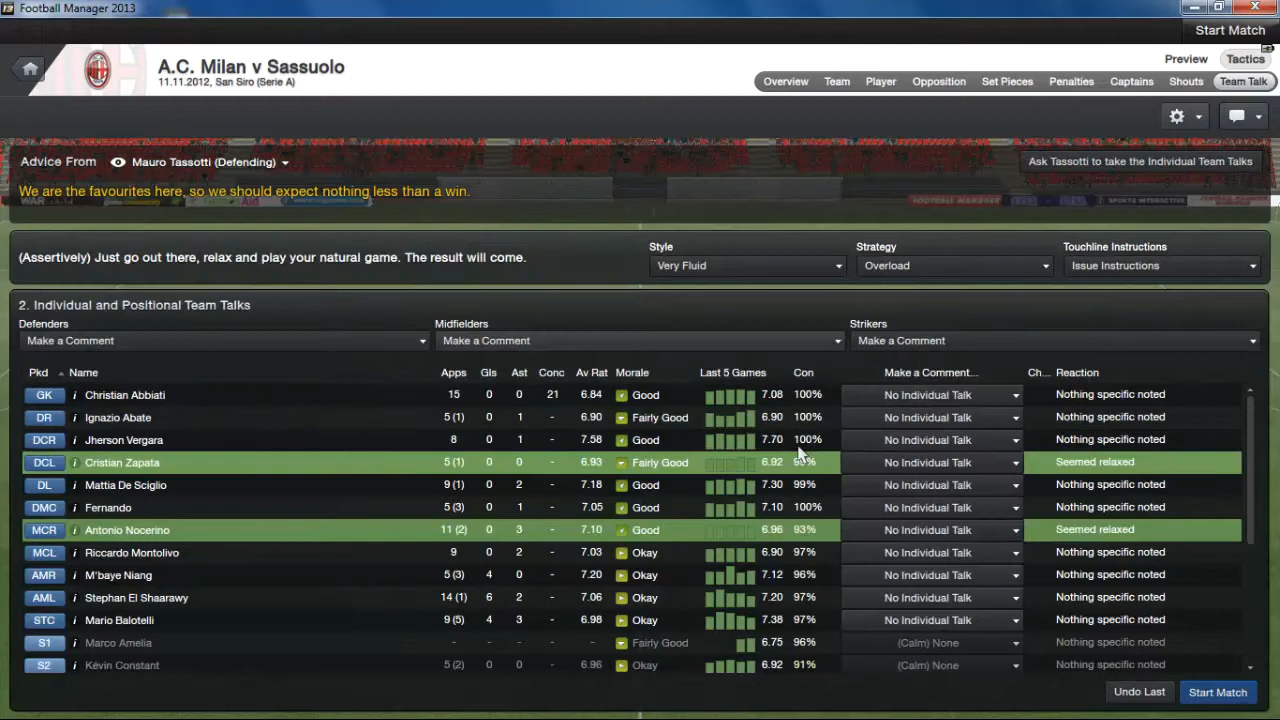 Football Manager 2013
Start Match
A.C. Milan v Sassuolo
11.11.2012, San Siro (Serie A)
Preview Tactics
Overview Team Player Opposition Set Pieces Penalties Captains Shouts Team Talk
Advice From Mauro Tassotti (Defending) Ask Tassotti to take the Individual Team Talks
We are the favourites here, so we should expect nothing less than a win.
Style Strategy Touchline Instructions
(Assertively) Just go out there, relax and play your natural game. The result will come. Very Fluid Overload Issue Instructions
2. Individual and Positional Team Talks
Defenders Midfielders Strikers
Make a Comment Make a Comment Make a Comment
Pkd Name Apps Gls Ast Conc Av Rat Morale Last 5 Games Con Make a Comment... Ch... Reaction
GK i Christian Abbiati 15 0 0 21 6.84 Good 7.08 100% No Individual Talk Nothing specific noted
DR i Ignazio Abate 5 (1) 0 1 - 6.90 Fairly Good 6.90 100% No Individual Talk Nothing specific noted
DCR i Jherson Vergara 8 0 1 - 7.58 Good 7.70 100% No Individual Talk Nothing specific noted
DCL i Cristian Zapata 5 (1) 0 0 - 6.93 Fairly Good 6.92 No Individual Talk Seemed relaxed
DL i Mattia De Sciglio 9 (1) 0 2 - 7.18 Good 7.30 99% No Individual Talk Nothing specific noted
DMC i Fernando 5 (3) 0 1 - 7.05 Good 7.10 100% No Individual Talk Nothing specific noted
MCR i Antonio Nocerino 11 (2) 0 3 - 7.10 Good 6.96 93% No Individual Talk Seemed relaxed
MCL i Riccardo Montolivo 9 0 2 - 7.03 Okay 6.90 97% No Individual Talk Nothing specific noted
AMR i M'baye Niang 5 (3) 4 0 - 7.20 Okay 7.12 96% No Individual Talk Nothing specific noted
AML i Stephan El Shaarawy 14 (1) 6 2 - 7.06 Okay 7.20 97% No Individual Talk Nothing specific noted
STC i Mario Balotelli 9 (5) 4 3 - 6.98 Okay 7.38 97% No Individual Talk Nothing specific noted
S1 i Marco Amelia - - - - - Fairly Good 6.75 96% (Calm) None Nothing specific noted
S2 i Kévin Constant 5 (2) 0 0 - 6.96 Okay 6.92 91% (Calm) None Nothing specific noted
Undo Last Start Match